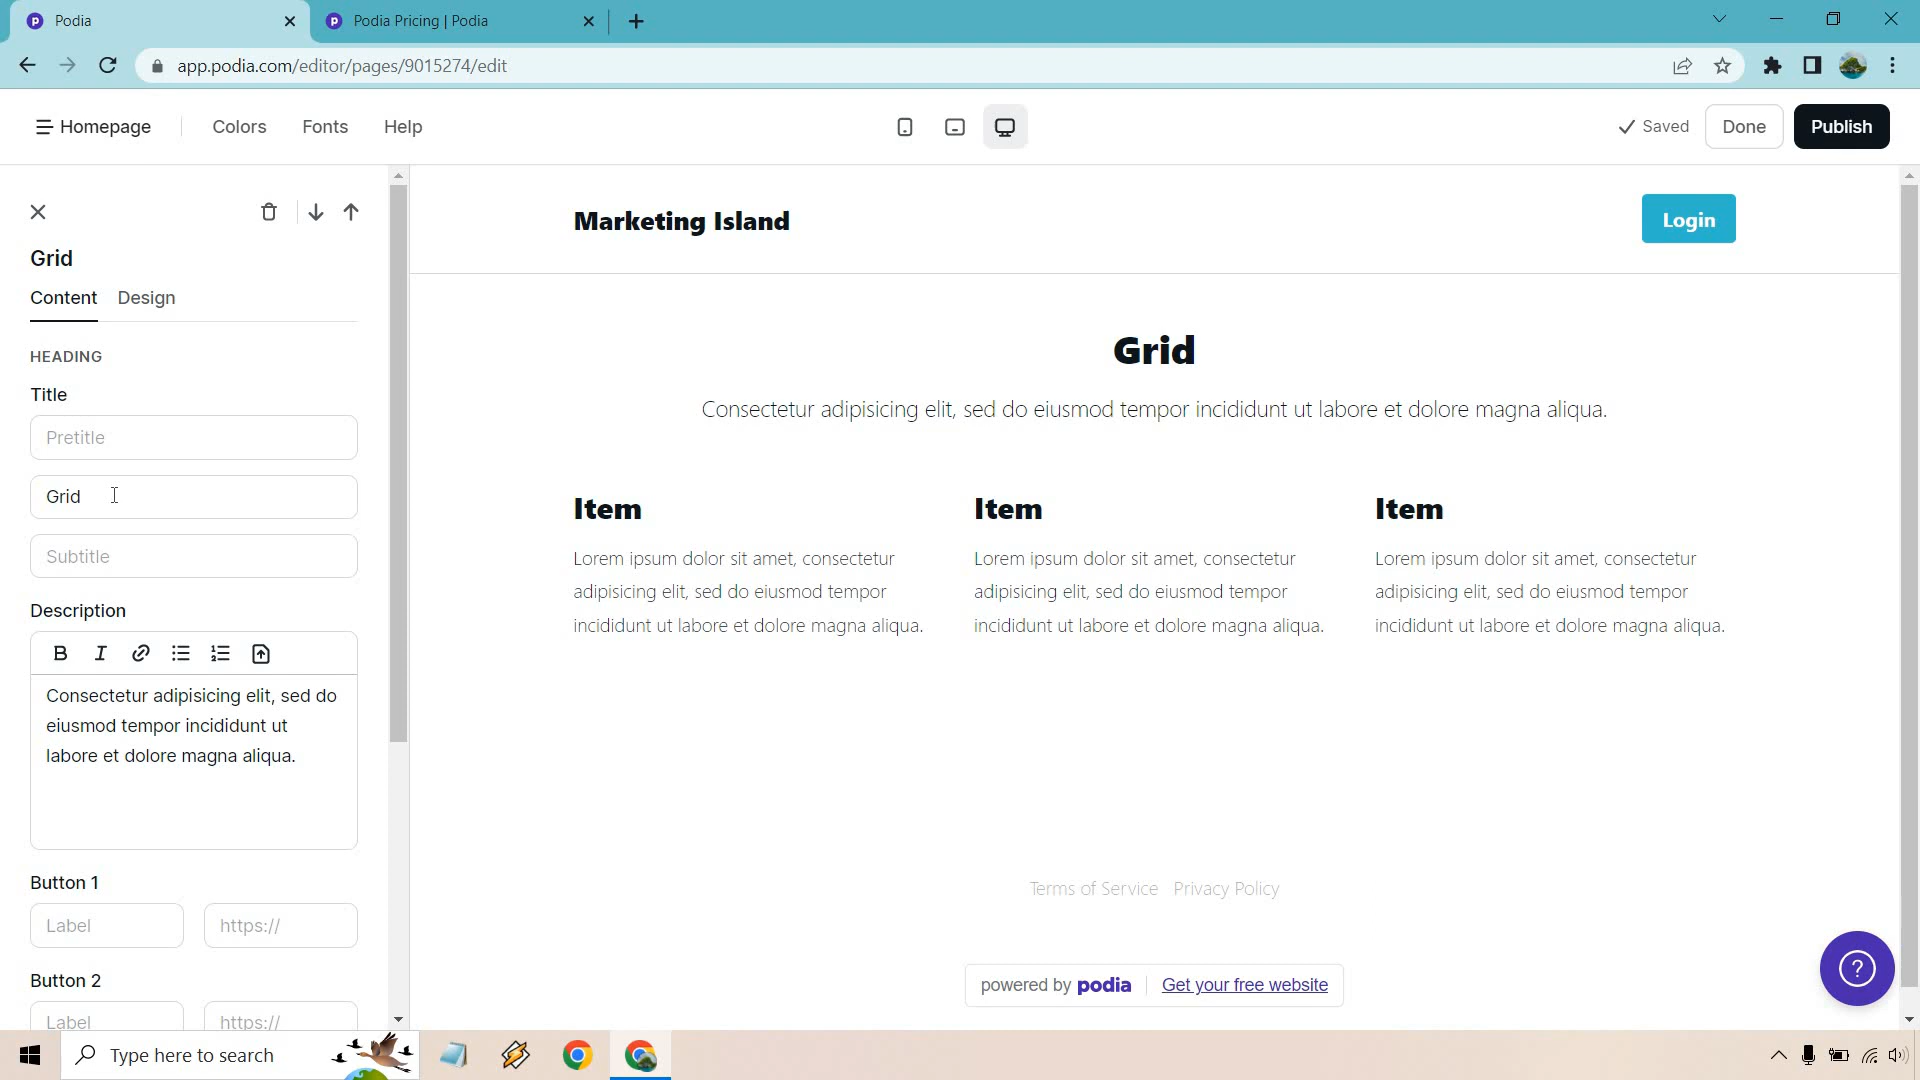 Podia
Podia Pricing | Podia
app.podia.com/editor/pages/9015274/edit
Homepage
Colors
Fonts
Help
Saved
Done
Publish
Grid
Content
Design
HEADING
Title
Pretitle
Grid
Subtitle
Description
B I
Consectetur adipisicing elit, sed do
eiusmod tempor incididunt ut
labore et dolore magna aliqua.
Button 1
Label
https://
Button 2
Label
https://
Marketing Island
Login
Grid
Consectetur adipisicing elit, sed do eiusmod tempor incididunt ut labore et dolore magna aliqua.
Item
Lorem ipsum dolor sit amet, consectetur
adipisicing elit, sed do eiusmod tempor
incididunt ut labore et dolore magna aliqua.
Item
Lorem ipsum dolor sit amet, consectetur
adipisicing elit, sed do eiusmod tempor
incididunt ut labore et dolore magna aliqua.
Item
Lorem ipsum dolor sit amet, consectetur
adipisicing elit, sed do eiusmod tempor
incididunt ut labore et dolore magna aliqua.
Terms of Service
Privacy Policy
powered by podia
Get your free website
Type here to search